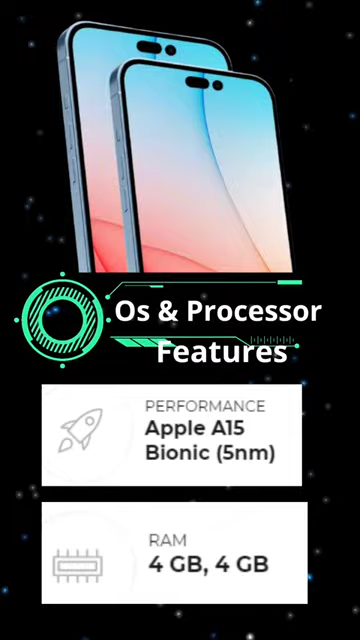 Os & Processor
Features
PERFORMANCE
Apple A15
Bionic (5nm)
RAM
4 GB, 4 GB